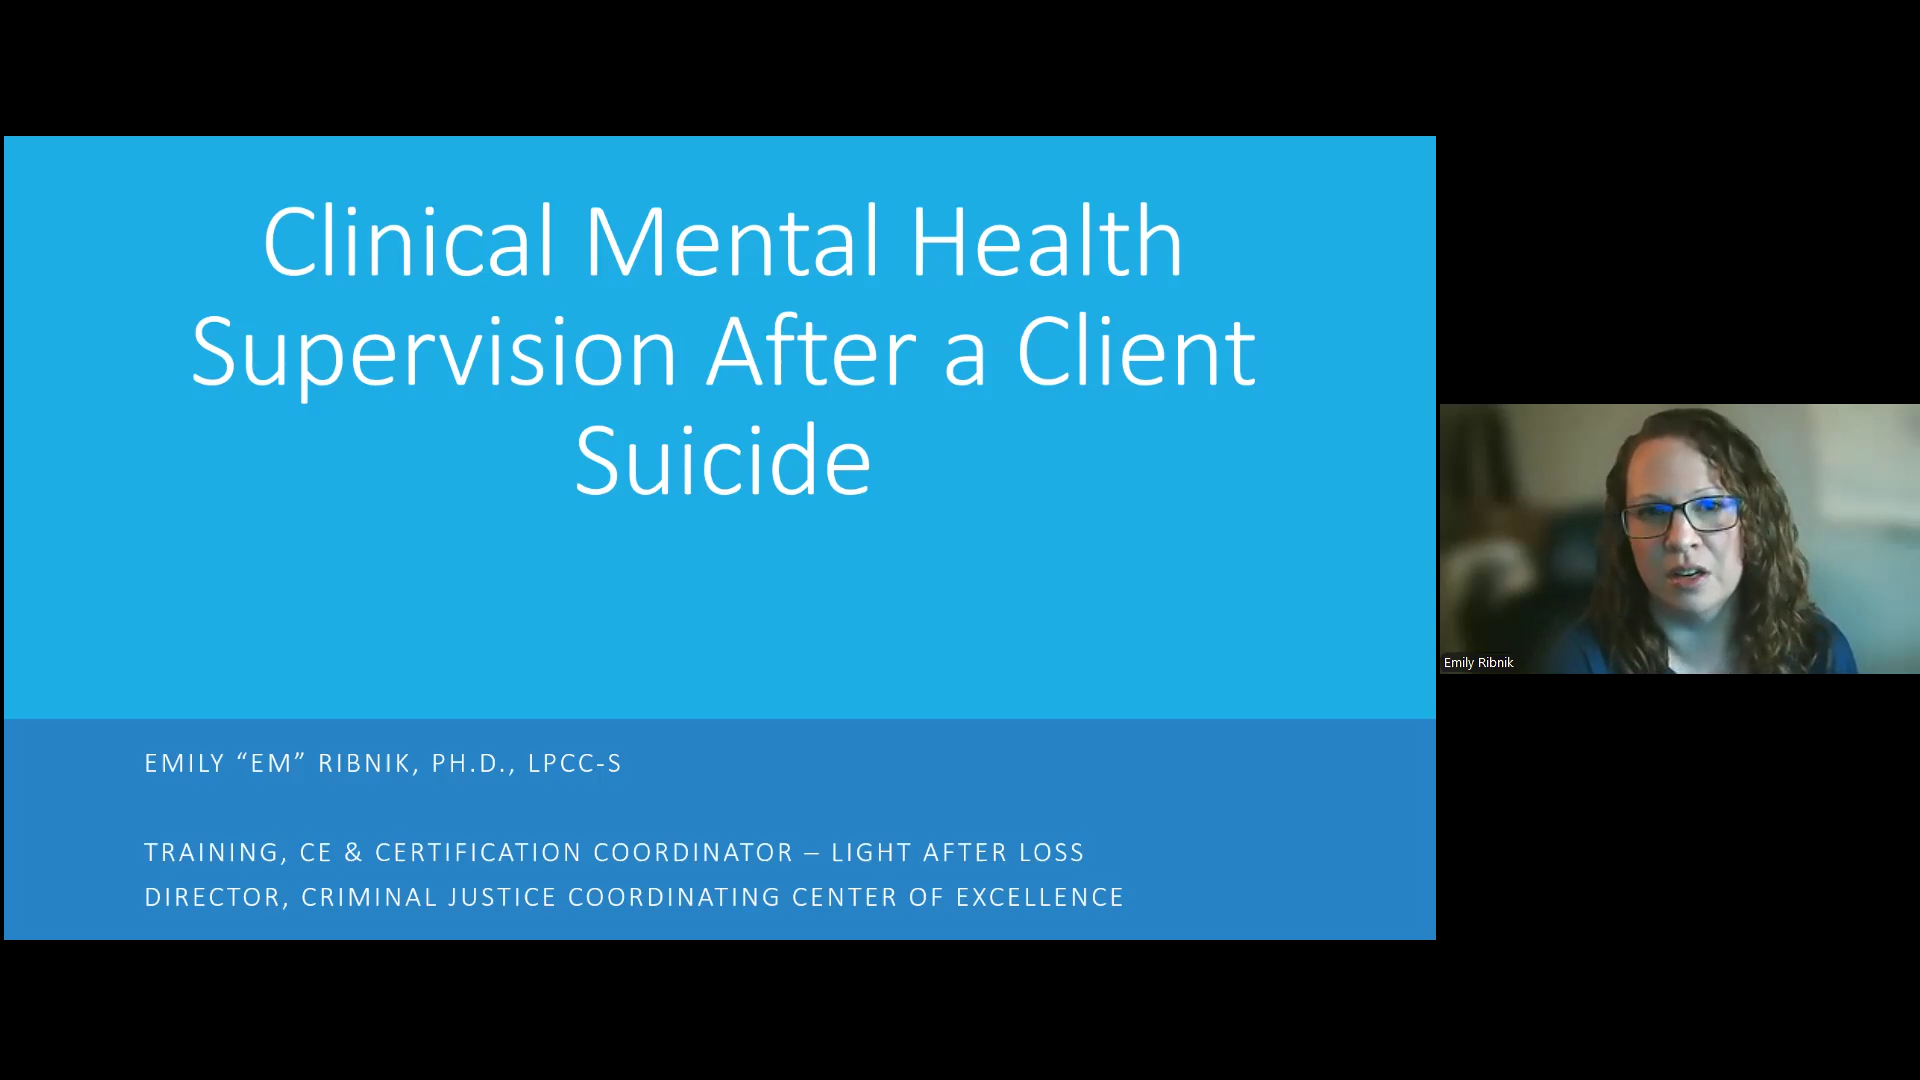 Clinical Mental Health
Supervision After a Client
Suicide
EMILY “EM” RIBNIK, PH.D., LPCC-S
TRAINING, CE & CERTIFICATION COORDINATOR – LIGHT AFTER LOSS
DIRECTOR, CRIMINAL JUSTICE COORDINATING CENTER OF EXCELLENCE
Emily Ribnik